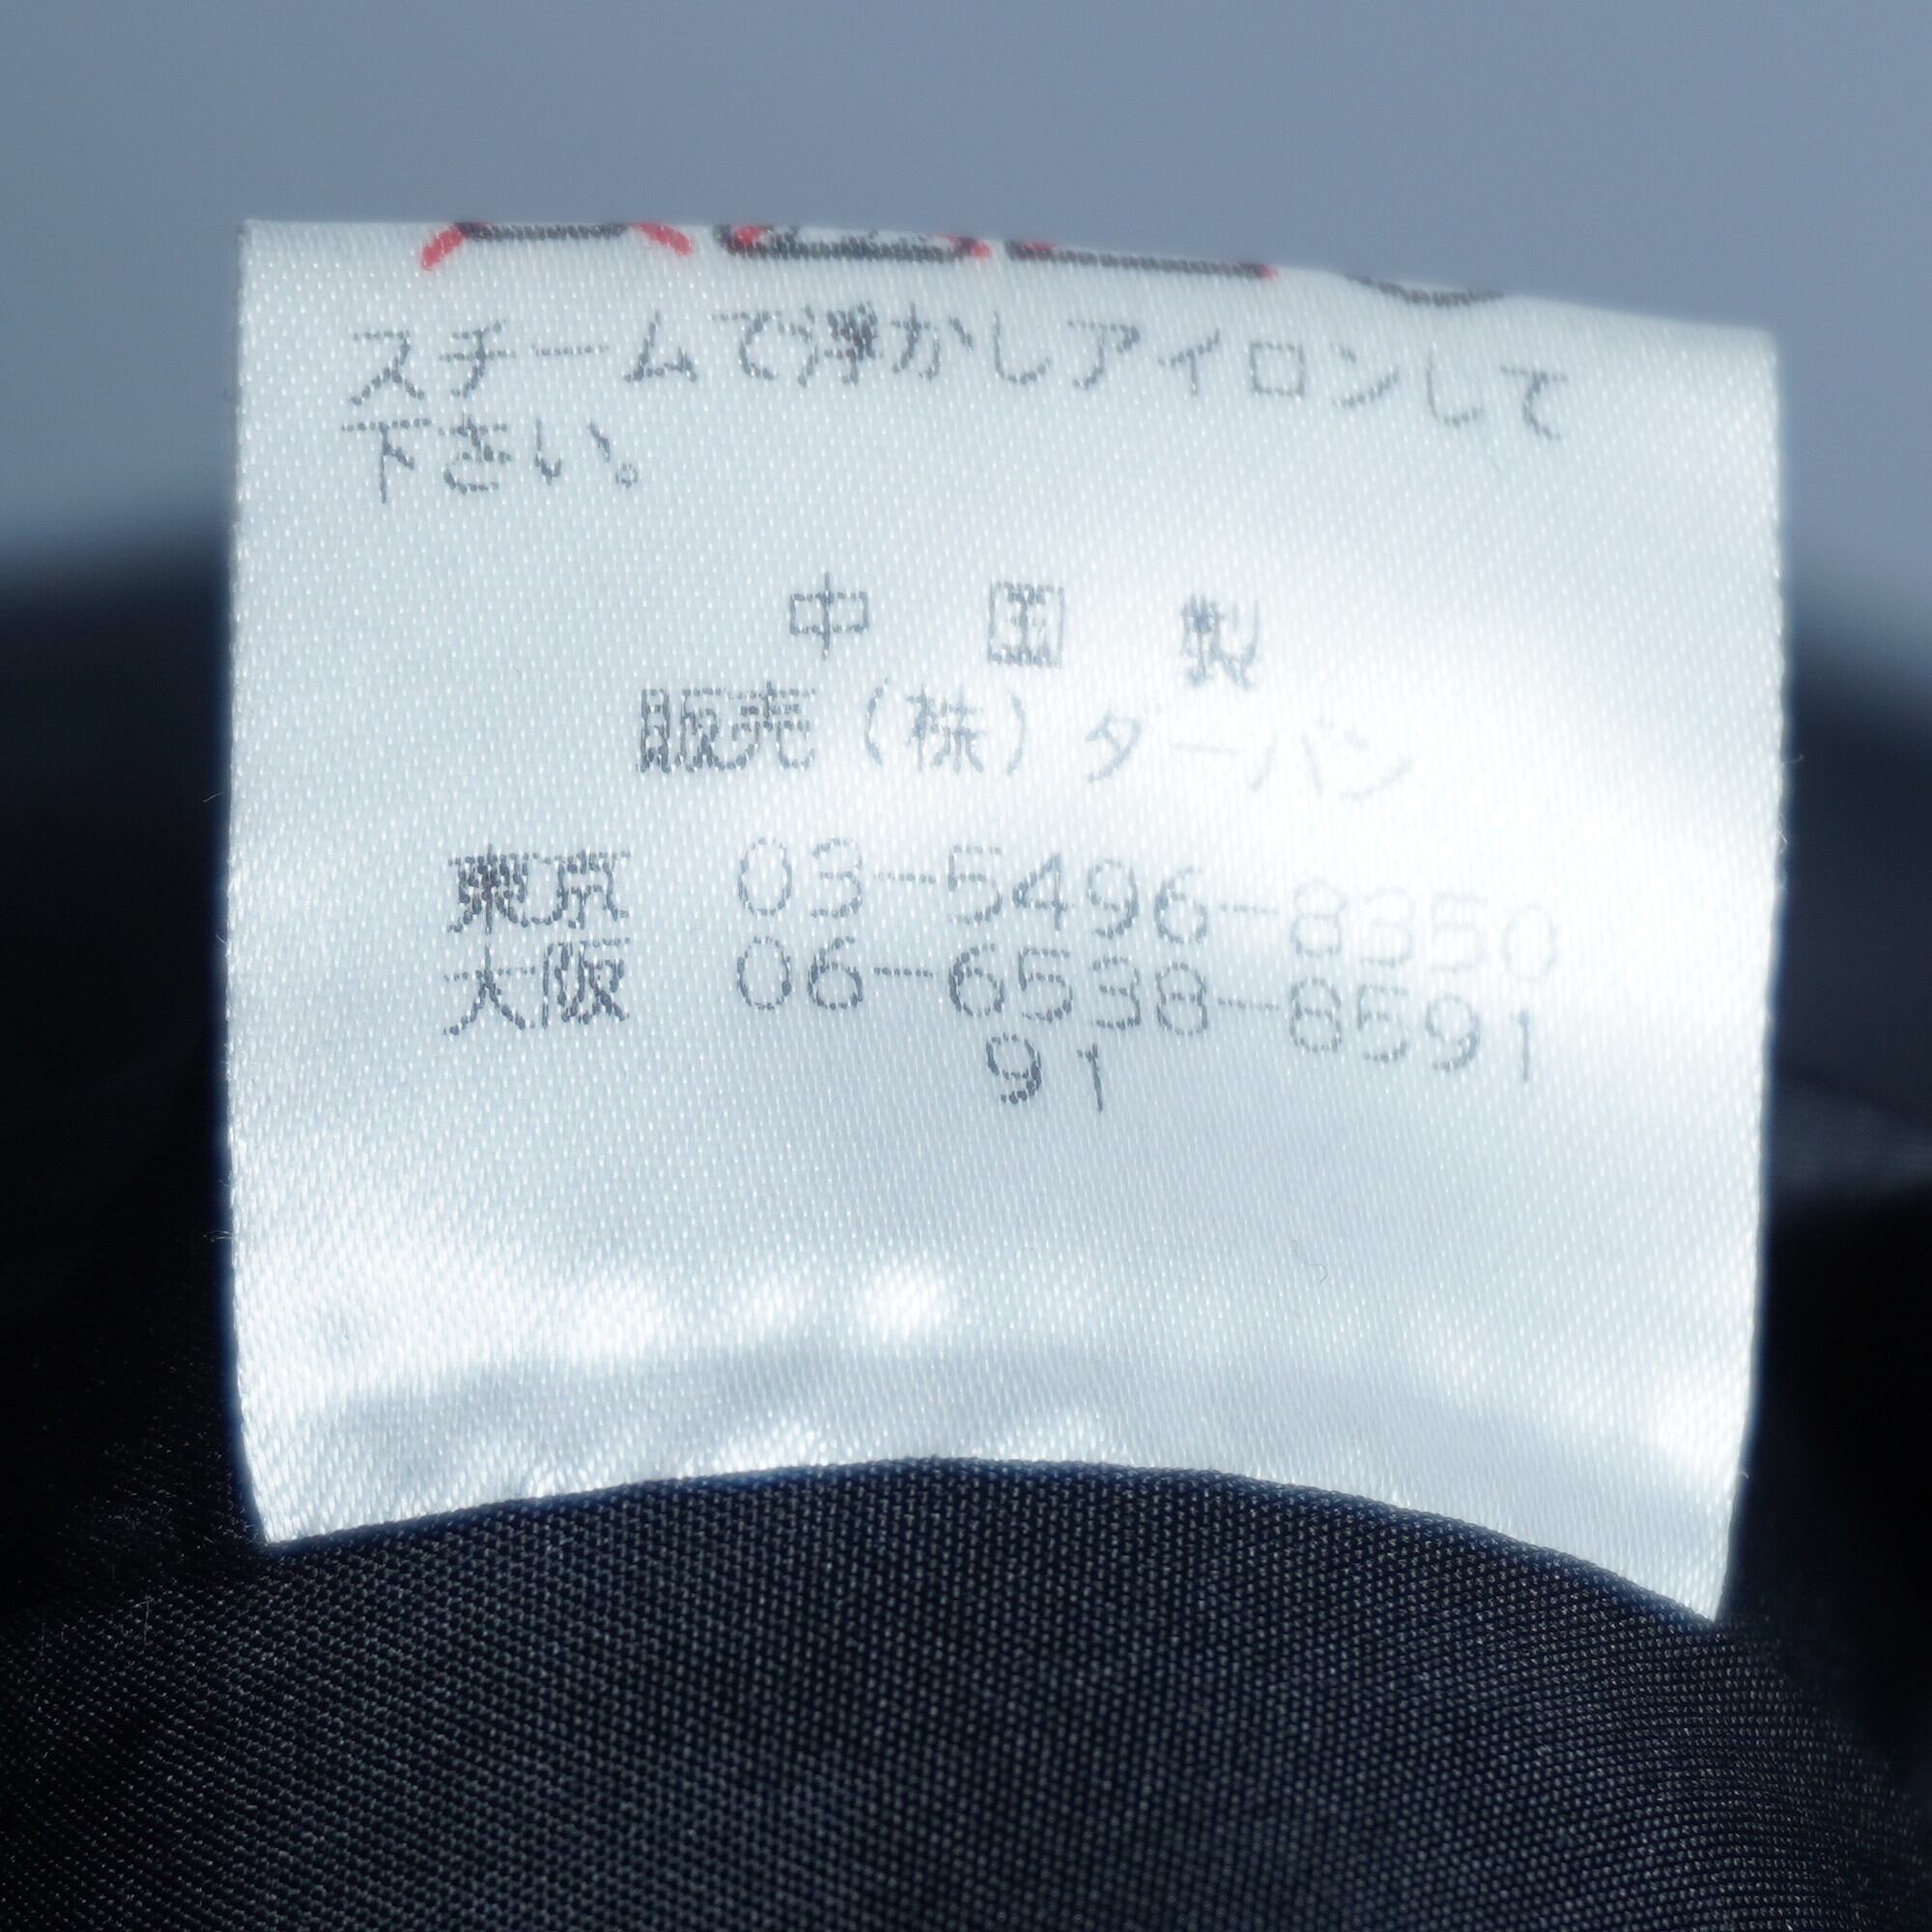 スチームで浮かしアイロンして
下さい。
中国製
販売(株)ダーバン
東京 03-5496-8350
大阪 06-6538-8591
91